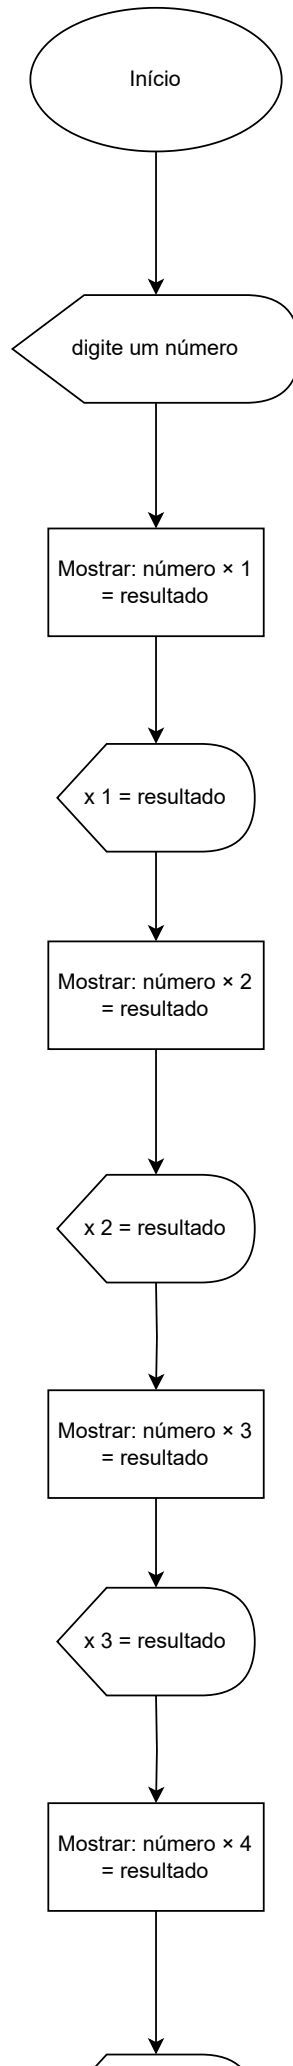 Início
digite um número
Mostrar: número × 1
= resultado
x 1 = resultado
Mostrar: número × 2
= resultado
x 2 = resultado
Mostrar: número × 3
= resultado
x 3 = resultado
Mostrar: número × 4
= resultado